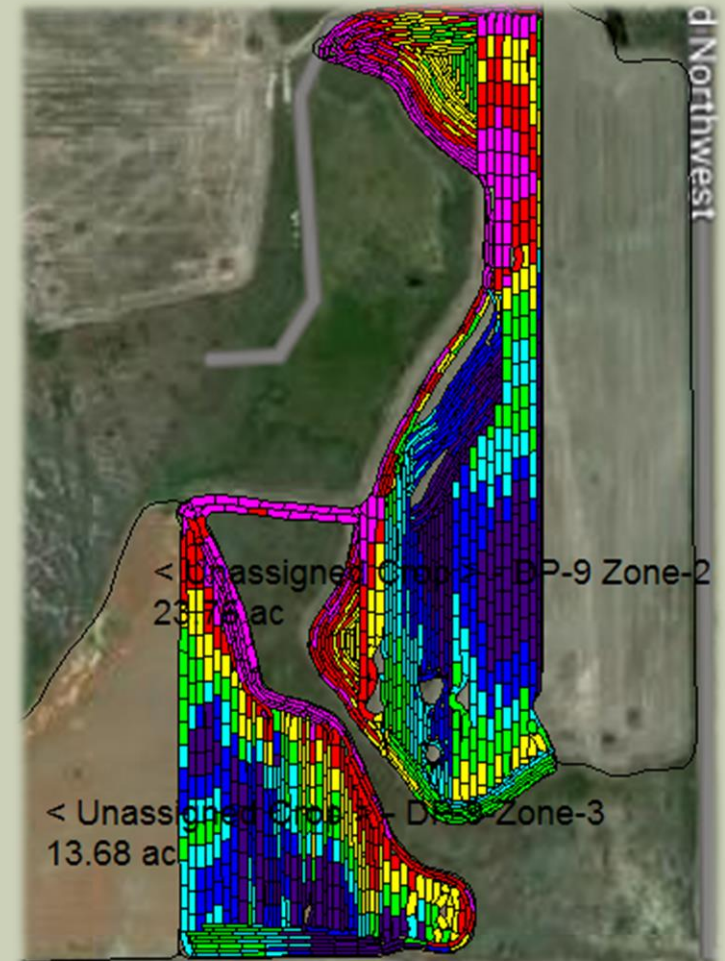 d Northwest
< Unassigned Crop > - DP-9 Zone-2
23.76 ac
< Unassigned Crop > - DP-9 Zone-3
13.68 ac